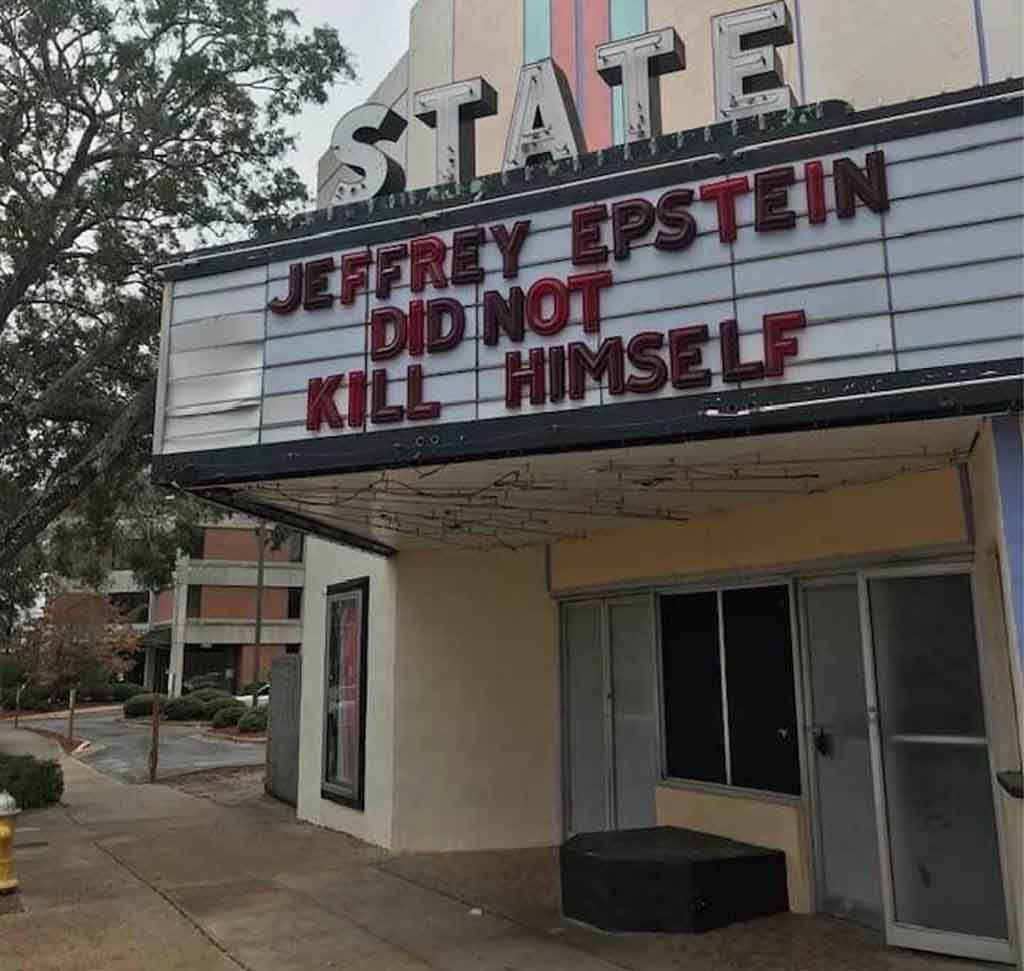 STATE
JEFFREY EPSTEIN
DID NOT
KILL HIMSELF